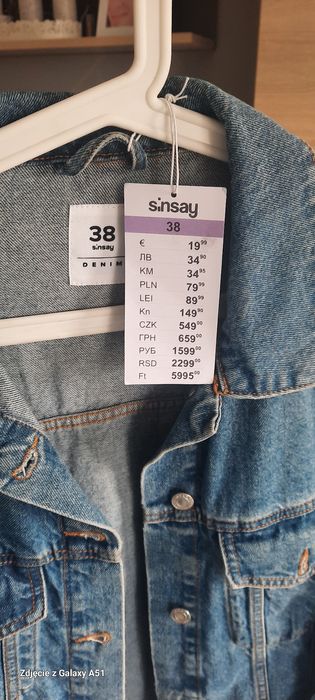 38
sinsay
DENIM
sinsay
38
€ 19⁹⁹
ЛВ 34⁹⁰
KM 34⁹⁵
PLN 79⁹⁹
LEI 89⁹⁹
Kn 149⁹⁰
CZK 549⁰⁰
ГРН 659⁰⁰
РУБ 1599⁰⁰
RSD 2299⁰⁰
Ft 5995⁰⁰
Zdjęcie z Galaxy A51